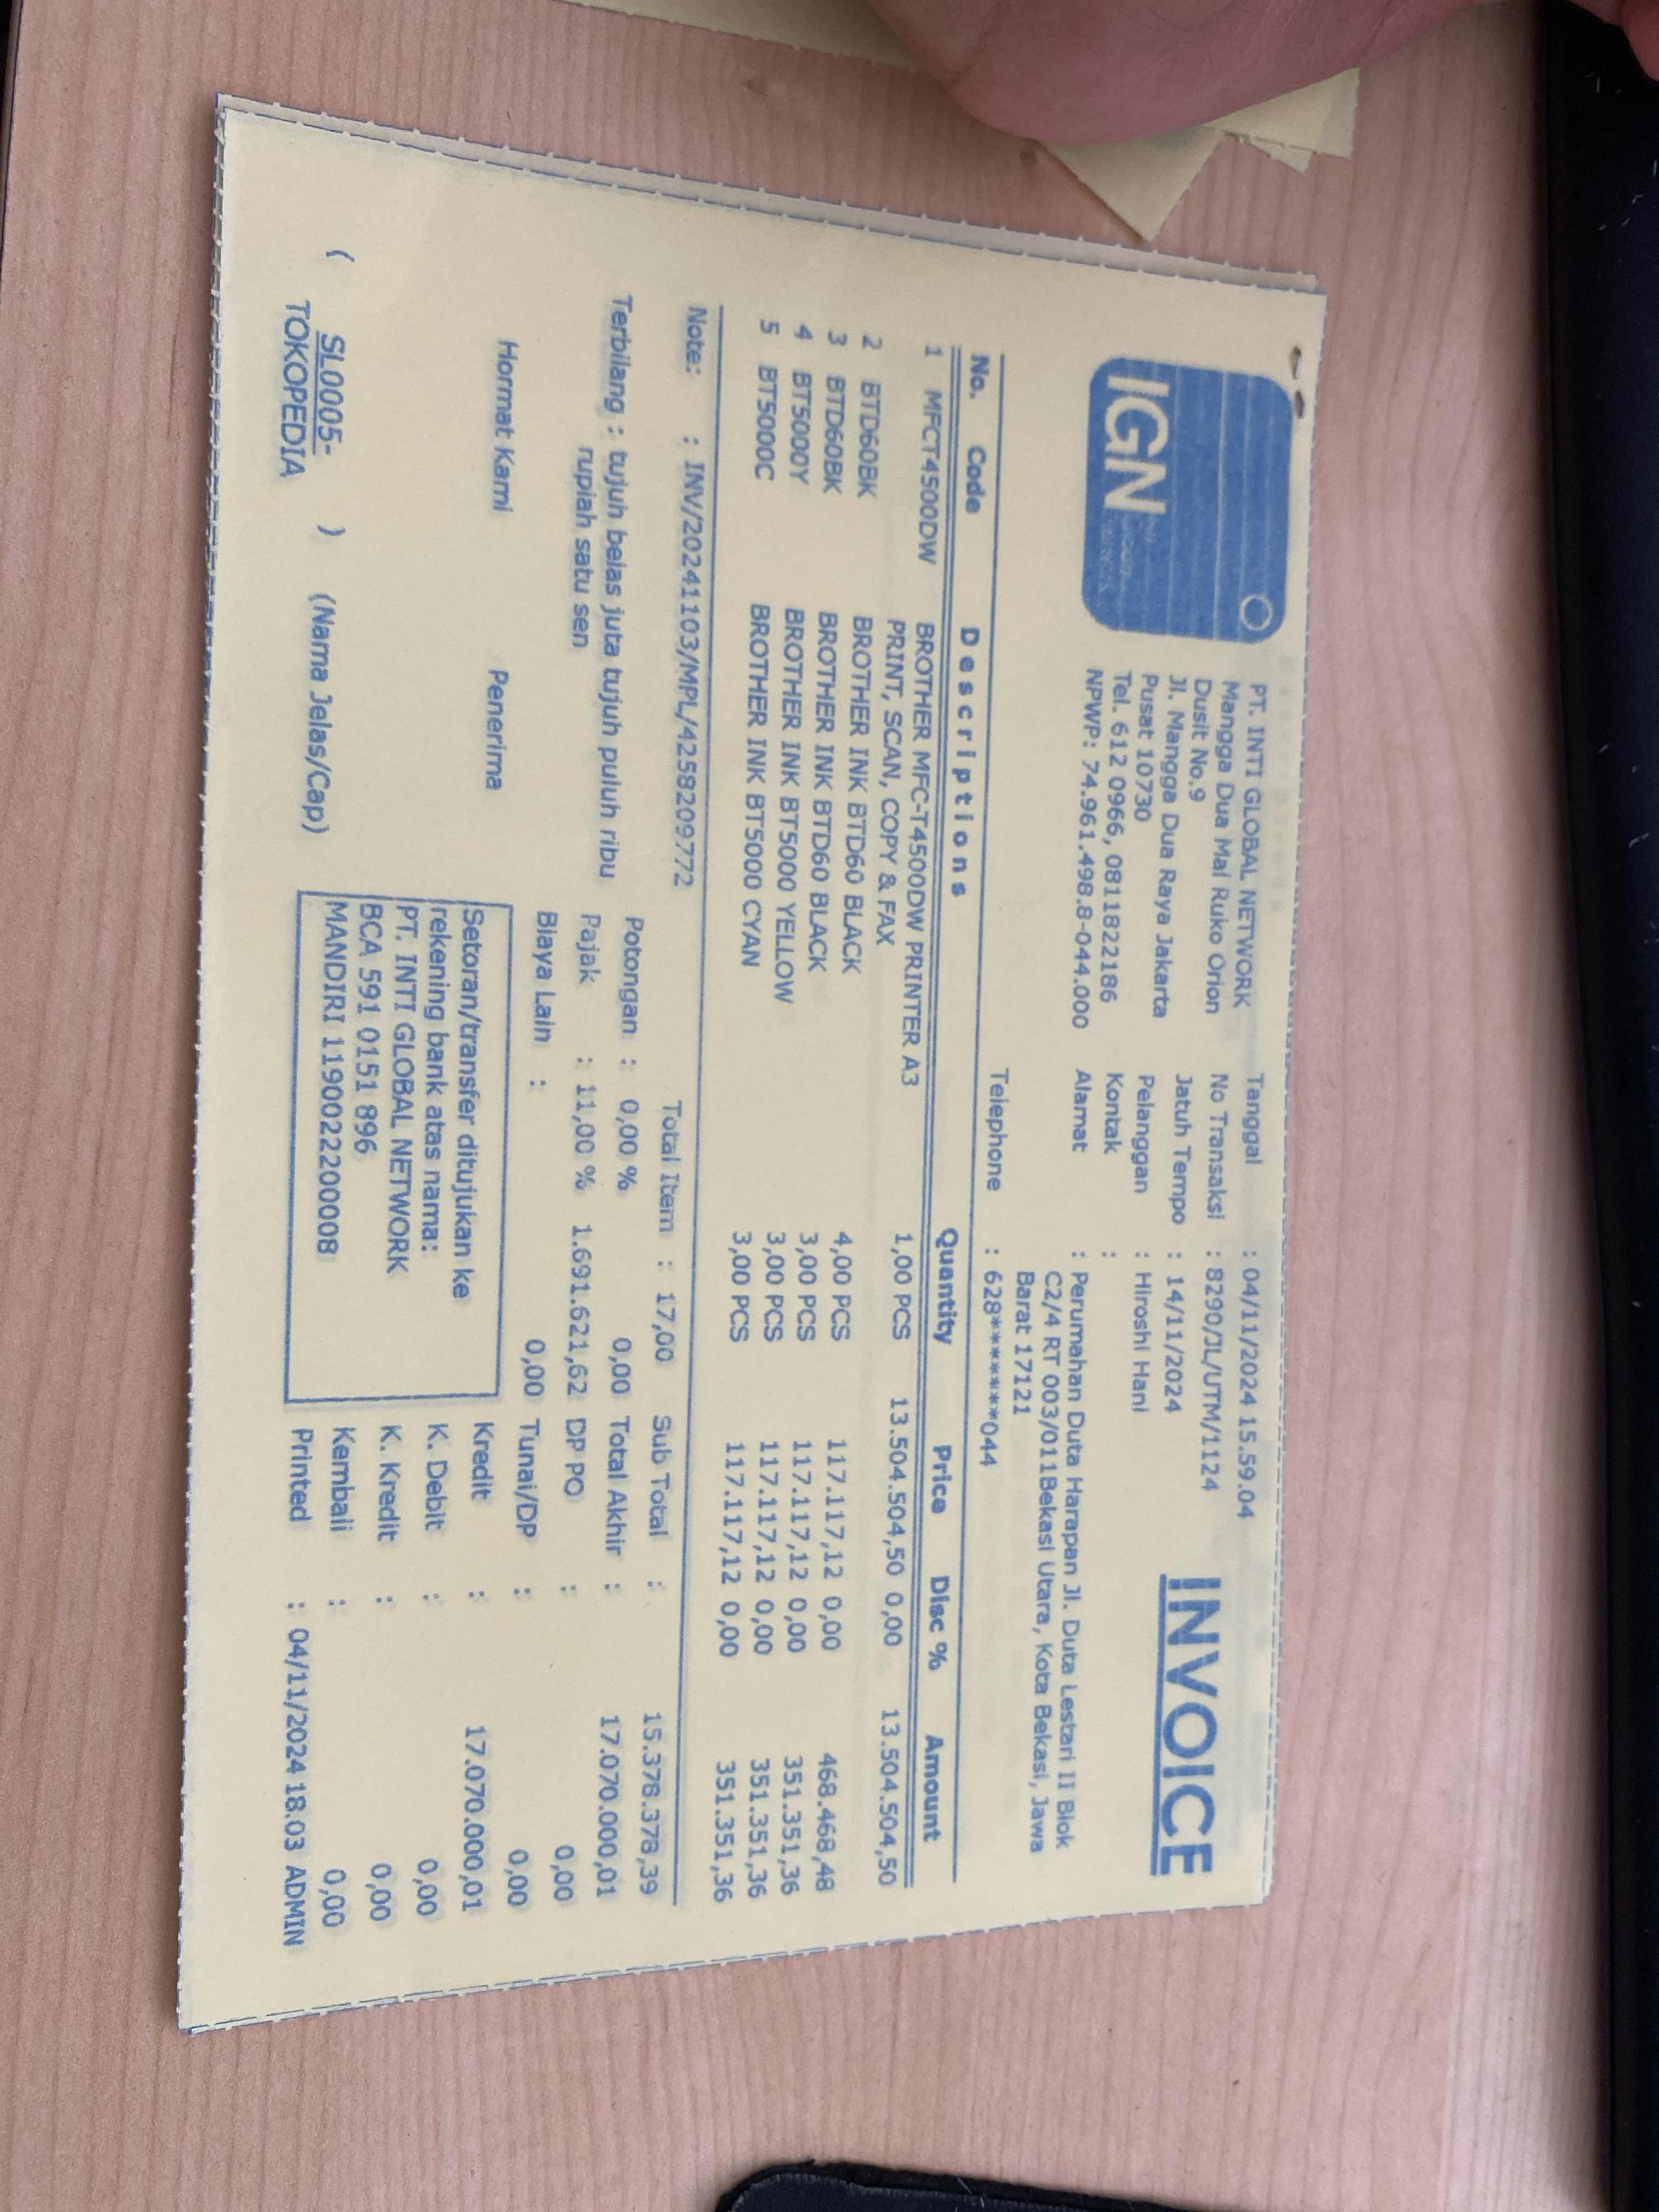 IGN
PT. INTI GLOBAL NETWORK
Mangga Dua Mal Ruko Orion
Dusit No.9
Jl. Mangga Dua Raya Jakarta
Pusat 10730
Tel. 612 0966, 0811822186
NPWP: 74.961.498.8-044.000
Tanggal : 04/11/2024 15.59.04
No Transaksi : 8290/JL/UTM/1124
Jatuh Tempo : 14/11/2024
Pelanggan : Hiroshi Hani
Kontak :
Alamat : Perumahan Duta Harapan Jl. Duta Lestari II Blok
C2/4 RT 003/011Bekasi Utara, Kota Bekasi, Jawa
Barat 17121
Telephone : 628*******044
INVOICE
No. Code Descriptions Quantity Price Disc % Amount
1 MFCT4500DW BROTHER MFC-T4500DW PRINTER A3 1,00 PCS 13.504.504,50 0,00 13.504.504,50
PRINT, SCAN, COPY & FAX
2 BTD60BK BROTHER INK BTD60 BLACK 4,00 PCS 117.117,12 0,00 468.468,48
3 BTD60BK BROTHER INK BTD60 BLACK 3,00 PCS 117.117,12 0,00 351.351,36
4 BT5000Y BROTHER INK BT5000 YELLOW 3,00 PCS 117.117,12 0,00 351.351,36
5 BT5000C BROTHER INK BT5000 CYAN 3,00 PCS 117.117,12 0,00 351.351,36
Note: : INV/20241103/MPL/4258209772
Terbilang : tujuh belas juta tujuh puluh ribu
rupiah satu sen
Total Item : 17,00 Sub Total : 15.378.378,39
Potongan : 0,00 % 0,00 Total Akhir : 17.070.000,01
Pajak : 11,00 % 1.691.621,62 DP PO : 0,00
Biaya Lain : 0,00 Tunai/DP : 0,00
Kredit : 17.070.000,01
K. Debit : 0,00
K. Kredit : 0,00
Kembali : 0,00
Printed : 04/11/2024 18.03 ADMIN
Hormat Kami Penerima
( SL0005- ) (Nama Jelas/Cap)
TOKOPEDIA
Setoran/transfer ditujukan ke
rekening bank atas nama:
PT. INTI GLOBAL NETWORK
BCA 591 0151 896
MANDIRI 1190022200008